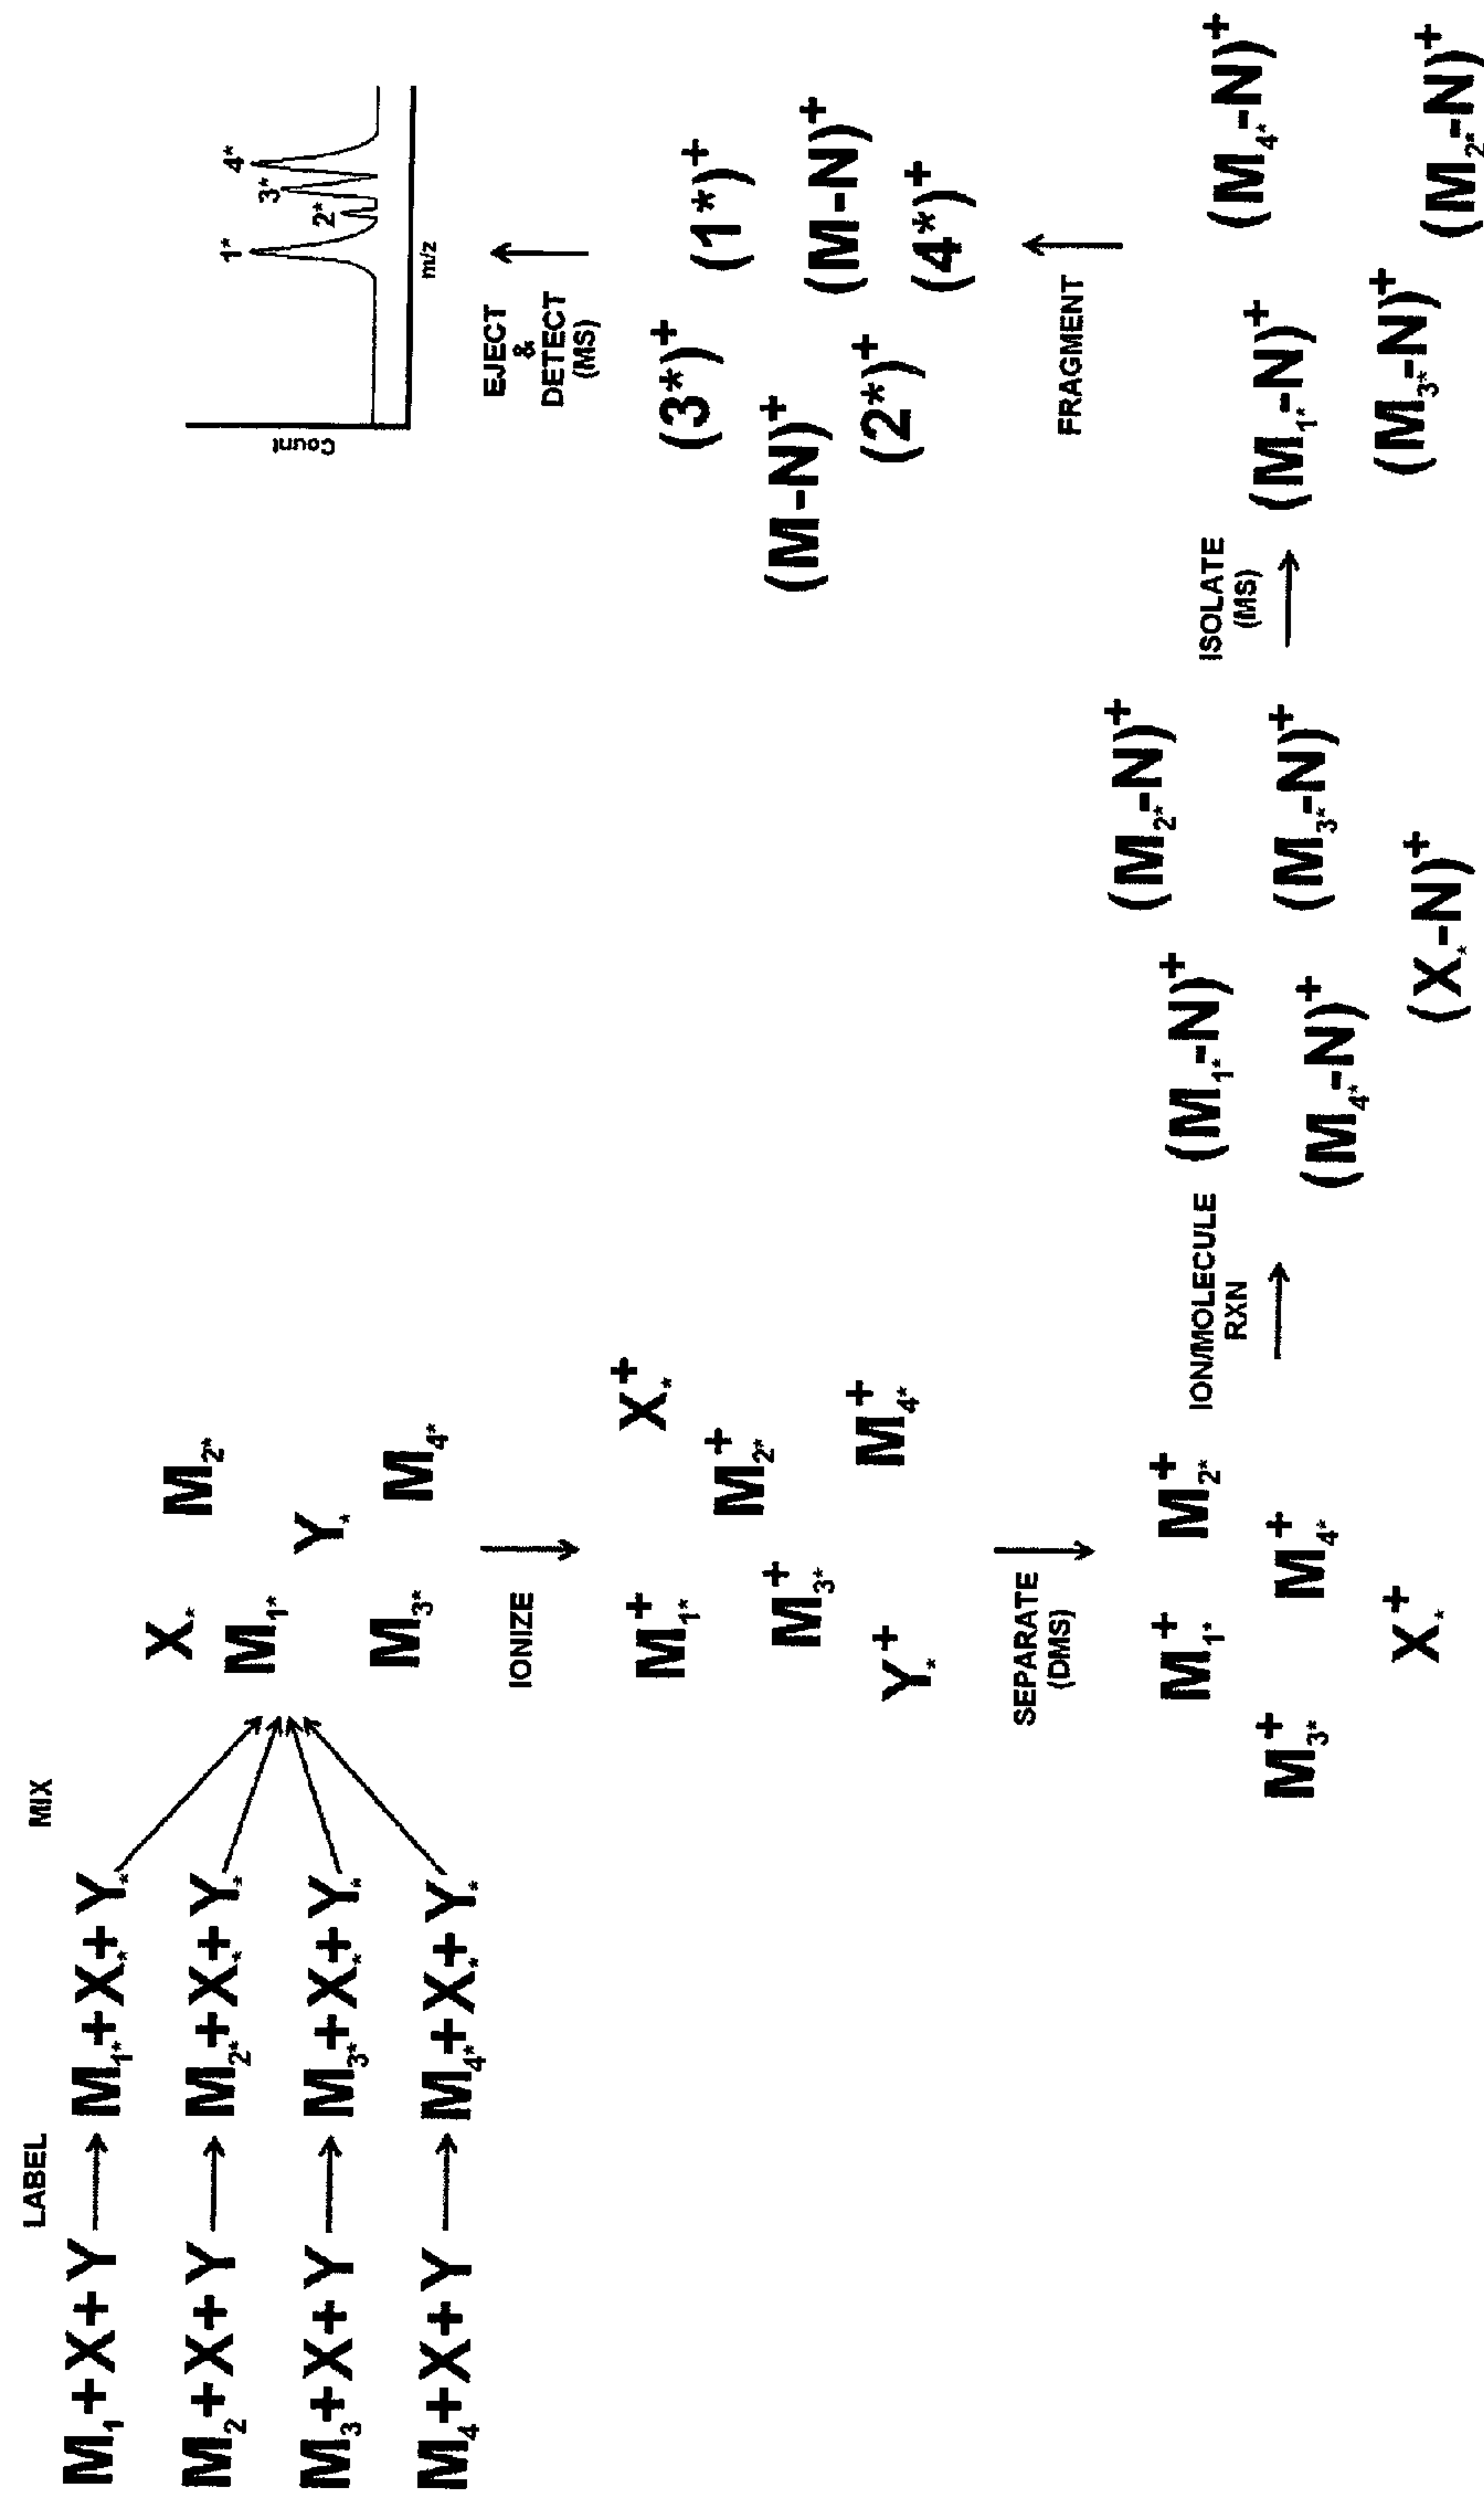 LABEL
MIX
M1+X+Y
M1*+X*+Y*
M2+X+Y
M2*+X*+Y*
M3+X+Y
M3*+X*+Y*
M4+X+Y
M4*+X*+Y*
X*
M2*
M1*
Y*
M3*
M4*
IONIZE
M1*+
X*+
M3*+
M2*+
Y*+
M4*+
SEPARATE
(DMS)
M1*+
M2*+
M3*+
M4*+
X*+
ION/MOLECULE
RXN
(M2*-N)+
(M1*-N)+
(M3*-N)+
(M4*-N)+
(X*-N)+
ISOLATE
(MS)
(M4*-N)+
(M1*-N)+
(M3*-N)+
(M2*-N)+
FRAGMENT
(3*)+
(1*)+
(M-N)+
(M-N)+
(2*)+
(4*)+
EJECT
&
DETECT
(MS)
Count
1*
2*
3*
4*
m/z